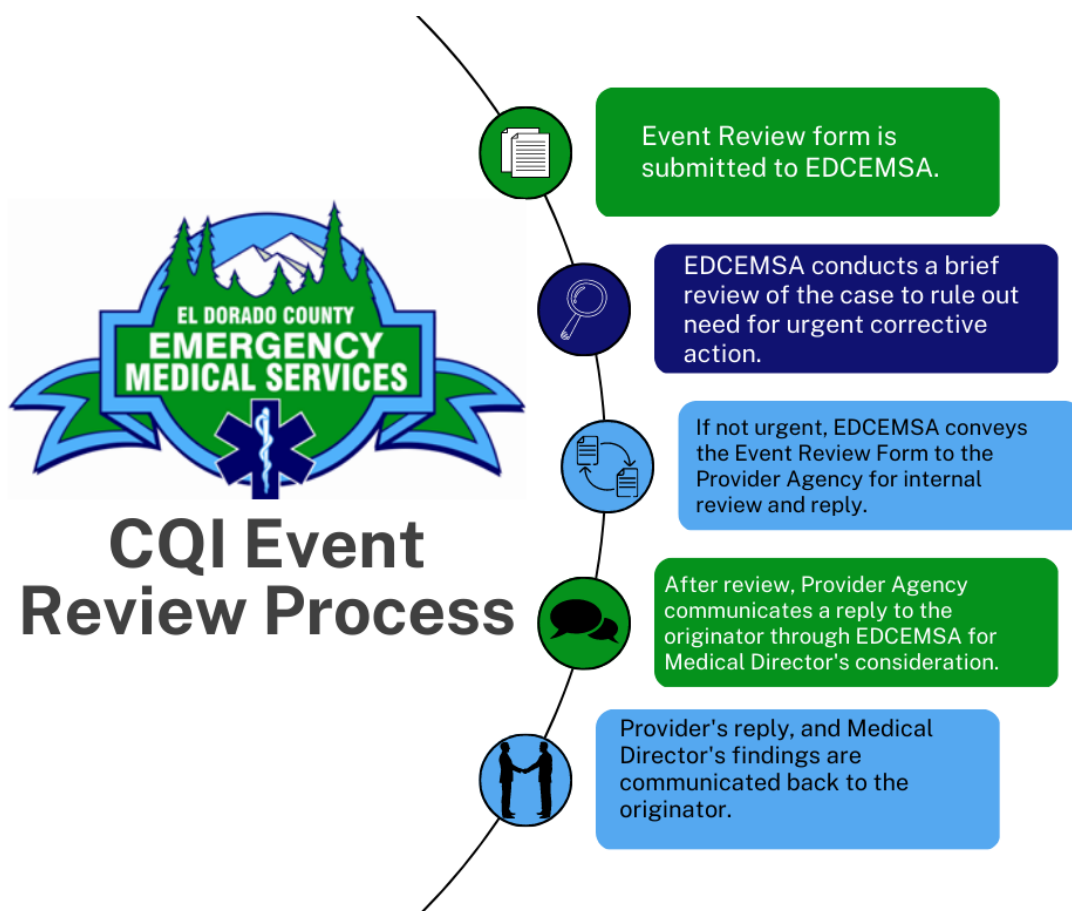 EL DORADO COUNTY
EMERGENCY
MEDICAL SERVICES
CQI Event
Review Process
Event Review form is
submitted to EDCEMSA.
EDCEMSA conducts a brief
review of the case to rule out
need for urgent corrective
action.
If not urgent, EDCEMSA conveys
the Event Review Form to the
Provider Agency for internal
review and reply.
After review, Provider Agency
communicates a reply to the
originator through EDCEMSA for
Medical Director's consideration.
Provider's reply, and Medical
Director's findings are
communicated back to the
originator.